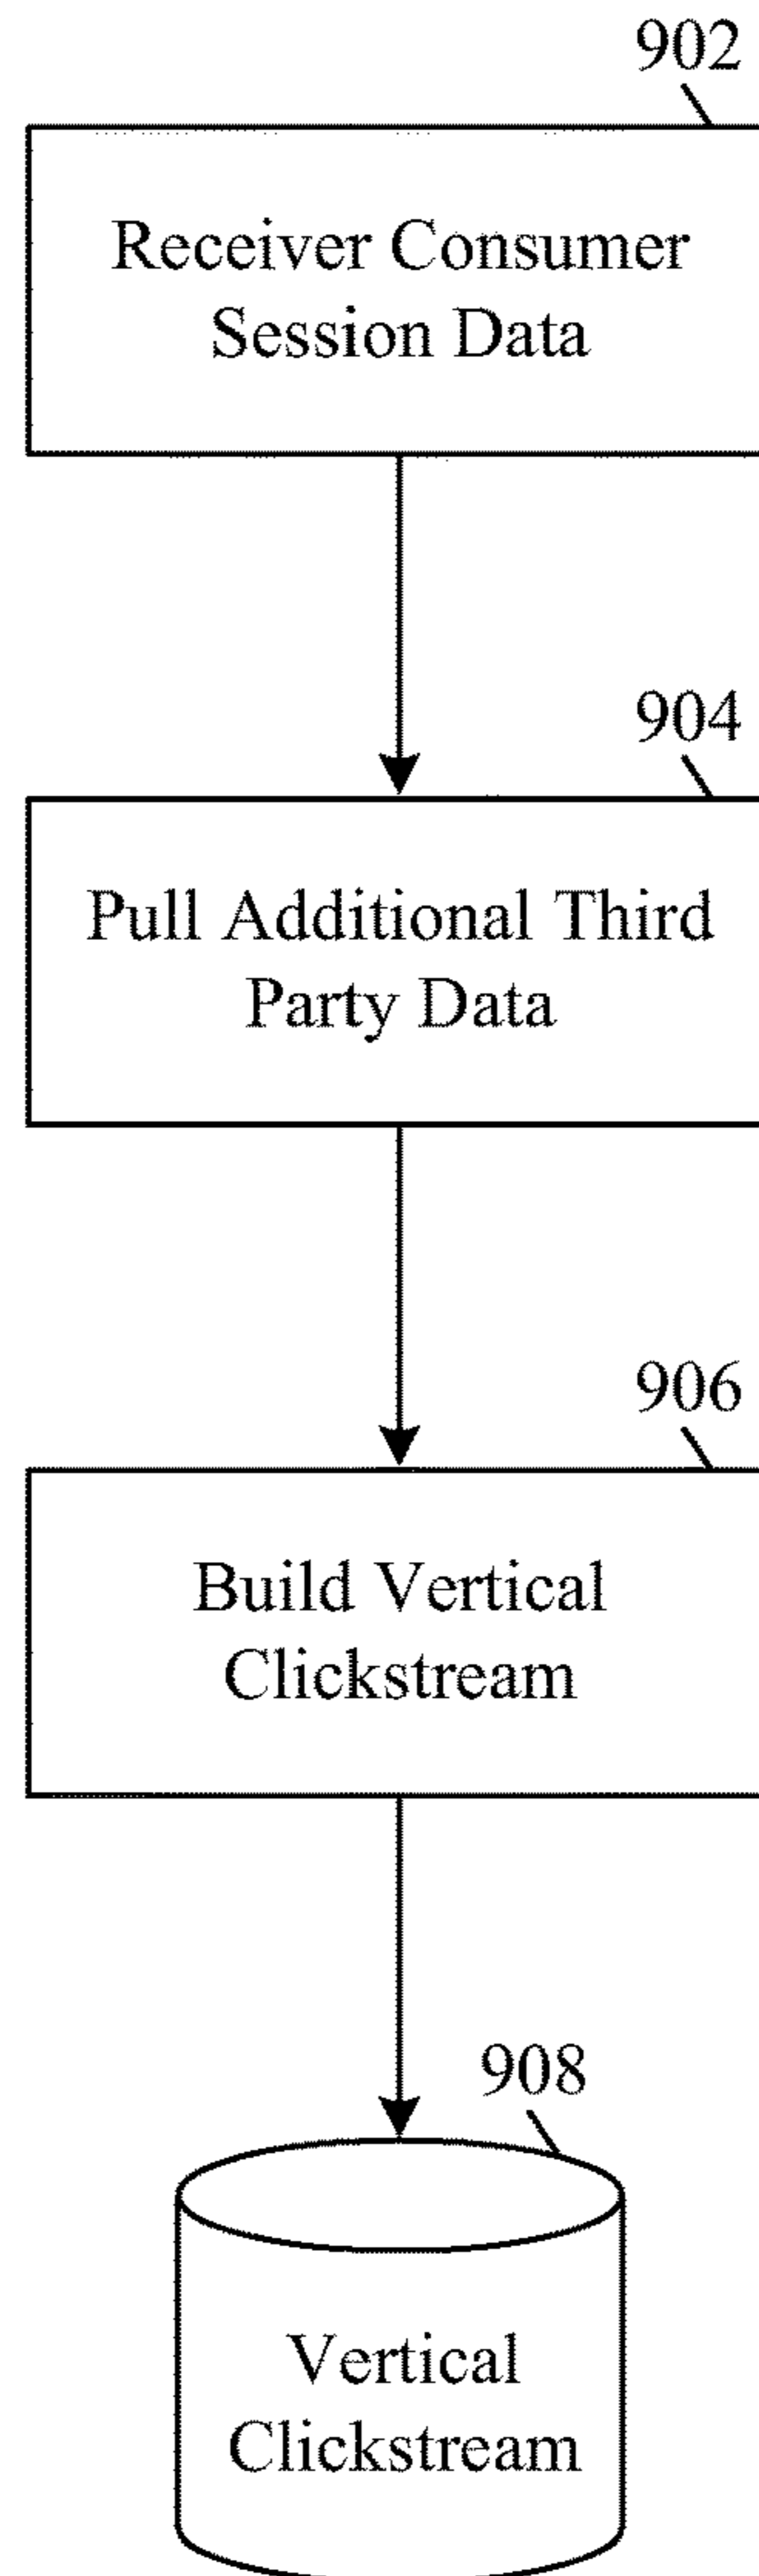 902
Receiver Consumer
Session Data
904
Pull Additional Third
Party Data
906
Build Vertical
Clickstream
908
Vertical
Clickstream